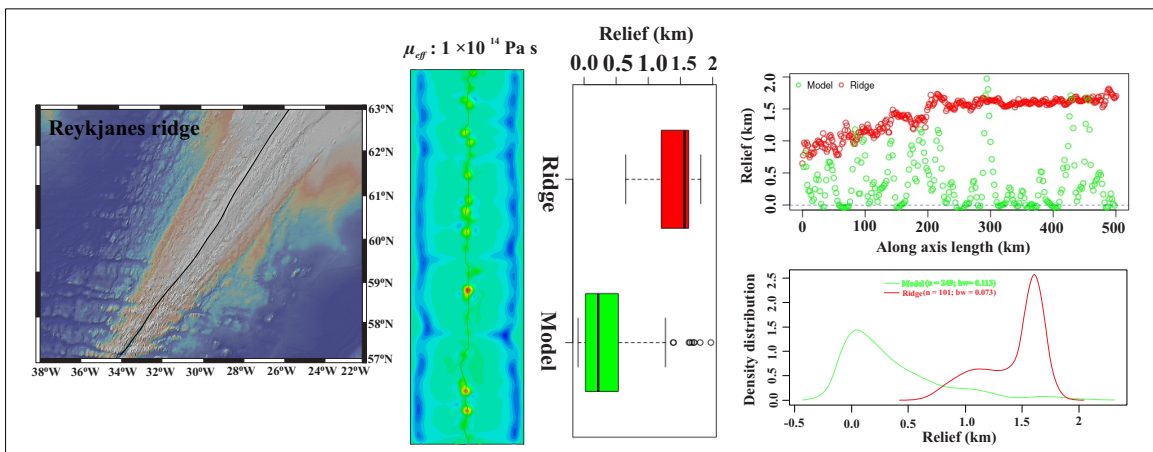 Reykjanes ridge
63°N
62°N
61°N
60°N
59°N
58°N
57°N
38°W 36°W 34°W 32°W 30°W 28°W 26°W 24°W 22°W
μeff : 1 ×10 14 Pa s
Relief (km)
0.0 0.5 1.0 1.5 2
Ridge
Model
Model Ridge
Relief (km)
2.0
1.5
1.0
0.5
0.0
0 100 200 300 400 500
Along axis length (km)
Density distribution
2.5
2.0
1.5
1.0
0.5
0.0
Model (n = 249; bw= 0.113)
Ridge(n = 101; bw = 0.073)
-0.5 0.0 0.5 1.0 1.5 2
Relief (km)